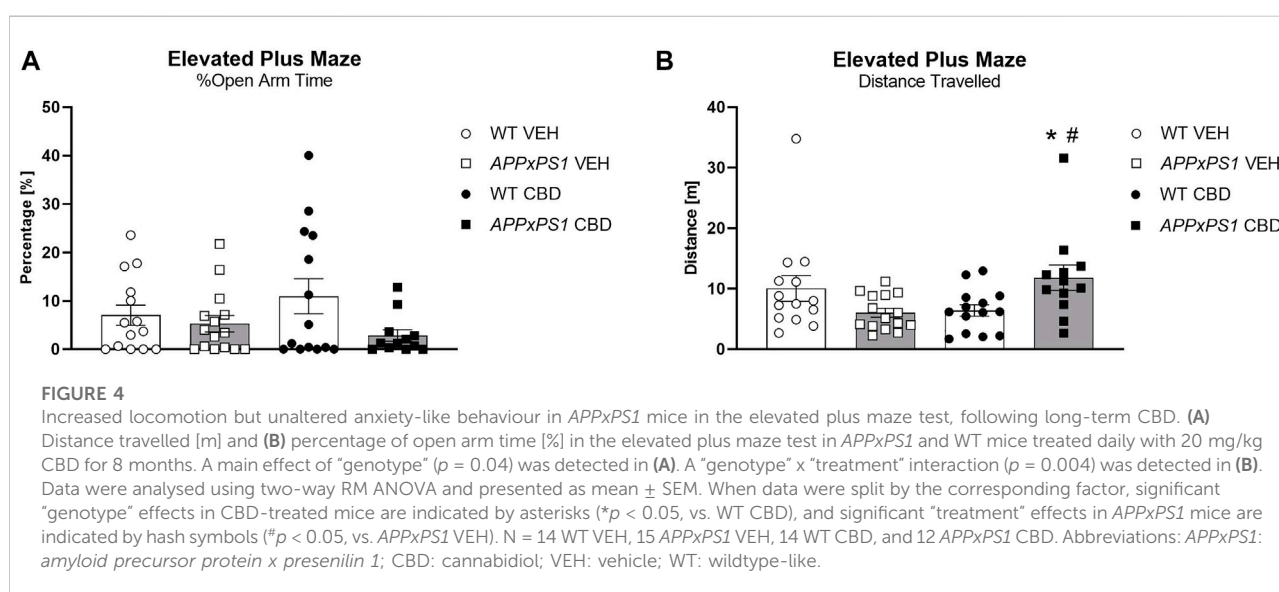 A
Elevated Plus Maze
%Open Arm Time
Percentage [%]
50
40
30
20
10
0
WT VEH
APPxPS1 VEH
WT CBD
APPxPS1 CBD
B
Elevated Plus Maze
Distance Travelled
Distance [m]
40
30
20
10
0
* #
WT VEH
APPxPS1 VEH
WT CBD
APPxPS1 CBD
FIGURE 4
Increased locomotion but unaltered anxiety-like behaviour in APPxPS1 mice in the elevated plus maze test, following long-term CBD. (A)
Distance travelled [m] and (B) percentage of open arm time [%] in the elevated plus maze test in APPxPS1 and WT mice treated daily with 20 mg/kg
CBD for 8 months. A main effect of "genotype" (p = 0.04) was detected in (A). A "genotype" x "treatment" interaction (p = 0.004) was detected in (B).
Data were analysed using two-way RM ANOVA and presented as mean ± SEM. When data were split by the corresponding factor, significant
"genotype" effects in CBD-treated mice are indicated by asterisks (*p < 0.05, vs. WT CBD), and significant "treatment" effects in APPxPS1 mice are
indicated by hash symbols (#p < 0.05, vs. APPxPS1 VEH). N = 14 WT VEH, 15 APPxPS1 VEH, 14 WT CBD, and 12 APPxPS1 CBD. Abbreviations: APPxPS1:
amyloid precursor protein x presenilin 1; CBD: cannabidiol; VEH: vehicle; WT: wildtype-like.